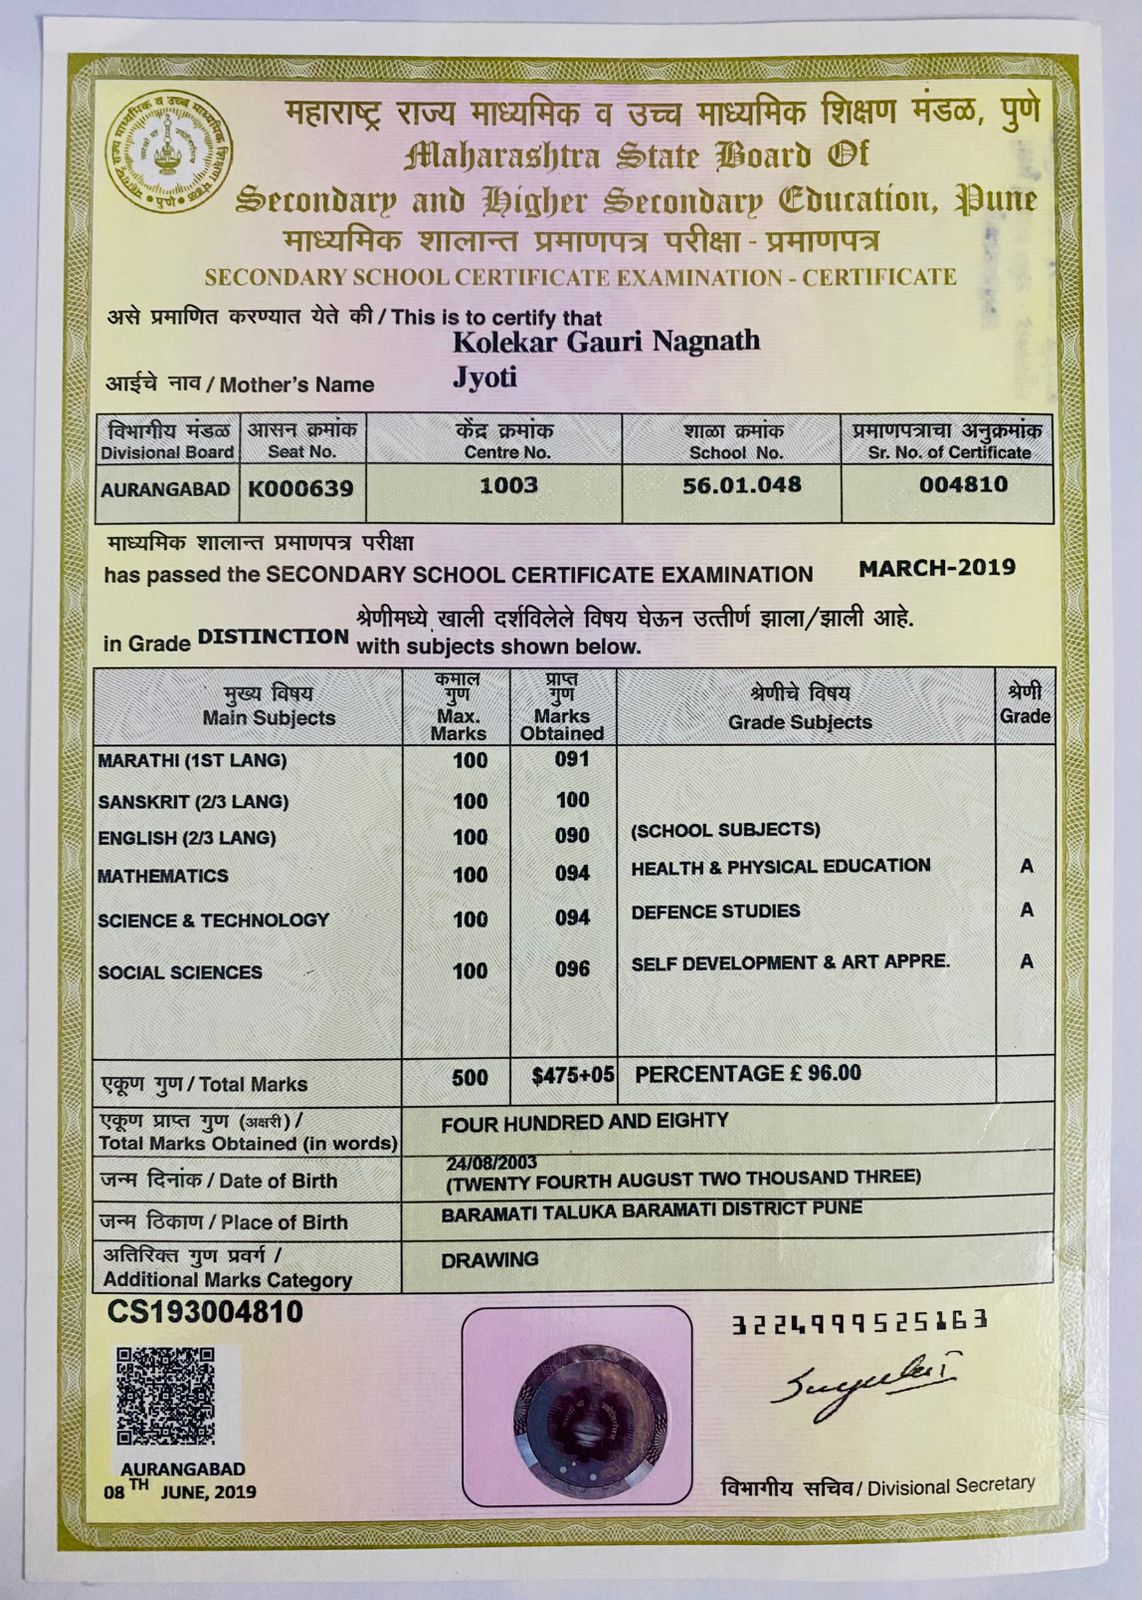 महाराष्ट्र राज्य माध्यमिक व उच्च माध्यमिक शिक्षण मंडळ, पुणे
Maharashtra State Board Of
Secondary and Higher Secondary Education, Pune
माध्यमिक शालान्त प्रमाणपत्र परीक्षा - प्रमाणपत्र
SECONDARY SCHOOL CERTIFICATE EXAMINATION - CERTIFICATE
असे प्रमाणित करण्यात येते की / This is to certify that
Kolekar Gauri Nagnath
आईचे नाव / Mother's Name Jyoti
विभागीय मंडळ आसन क्रमांक केंद्र क्रमांक शाळा क्रमांक प्रमाणपत्राचा अनुक्रमांक
Divisional Board Seat No. Centre No. School No. Sr. No. of Certificate
AURANGABAD K000639 1003 56.01.048 004810
माध्यमिक शालान्त प्रमाणपत्र परीक्षा
has passed the SECONDARY SCHOOL CERTIFICATE EXAMINATION MARCH-2019
श्रेणीमध्ये खाली दर्शविलेले विषय घेऊन उत्तीर्ण झाला/झाली आहे.
in Grade DISTINCTION with subjects shown below.
मुख्य विषय कमाल गुण प्राप्त गुण श्रेणीचे विषय श्रेणी
Main Subjects Max. Marks Marks Obtained Grade Subjects Grade
MARATHI (1ST LANG) 100 091
SANSKRIT (2/3 LANG) 100 100
ENGLISH (2/3 LANG) 100 090 (SCHOOL SUBJECTS)
MATHEMATICS 100 094 HEALTH & PHYSICAL EDUCATION A
SCIENCE & TECHNOLOGY 100 094 DEFENCE STUDIES A
SOCIAL SCIENCES 100 096 SELF DEVELOPMENT & ART APPRE. A
एकूण गुण / Total Marks 500 $475+05 PERCENTAGE £ 96.00
एकूण प्राप्त गुण (अक्षरी) /
Total Marks Obtained (in words) FOUR HUNDRED AND EIGHTY
24/08/2003
जन्म दिनांक / Date of Birth (TWENTY FOURTH AUGUST TWO THOUSAND THREE)
जन्म ठिकाण / Place of Birth BARAMATI TALUKA BARAMATI DISTRICT PUNE
अतिरिक्त गुण प्रवर्ग /
Additional Marks Category DRAWING
CS193004810
3224999525163
AURANGABAD
08TH JUNE, 2019
विभागीय सचिव / Divisional Secretary